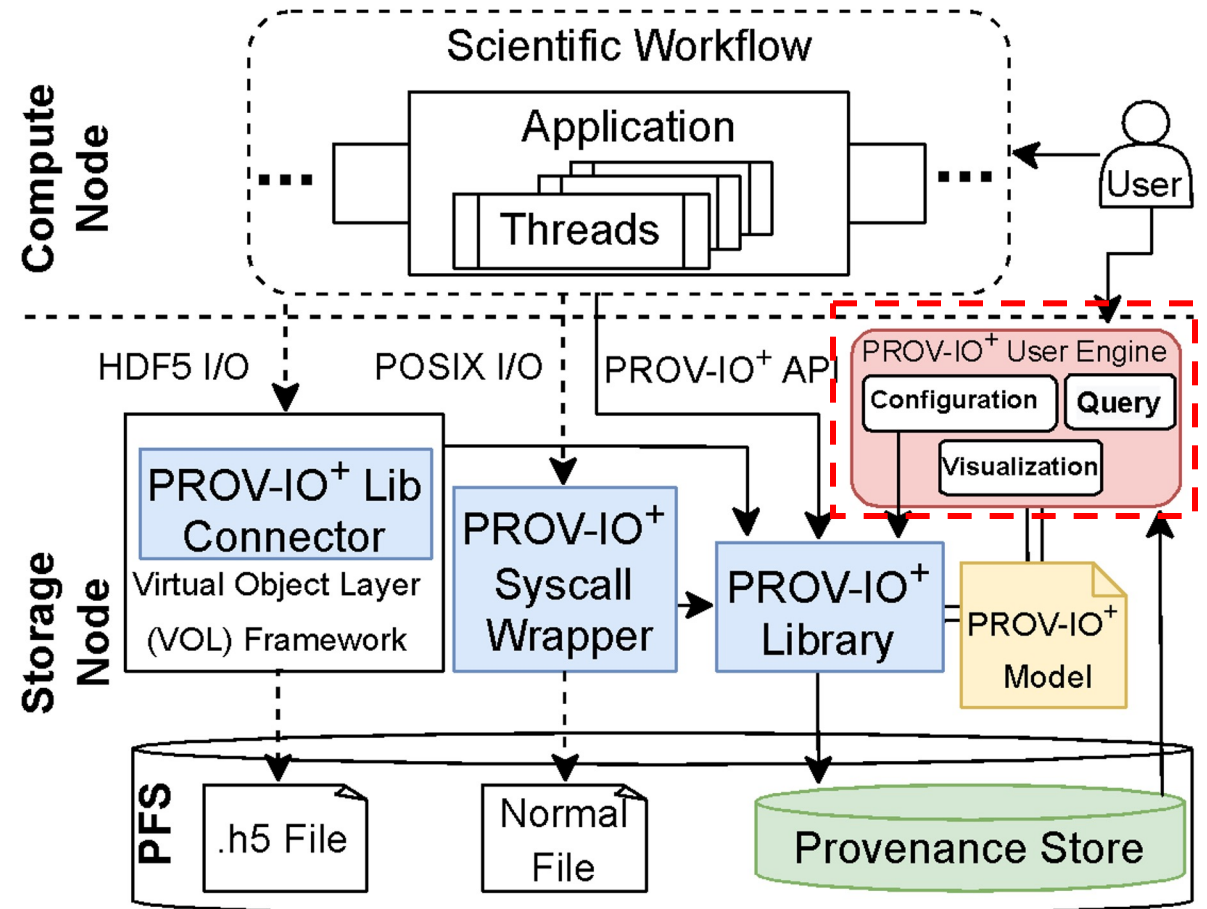 Scientific Workflow
Compute
Node
Application
Threads
...
...
User
HDF5 I/O
POSIX I/O
PROV-IO⁺ API
PROV-IO⁺ User Engine
Configuration
Query
Visualization
Storage
Node
PROV-IO⁺ Lib
Connector
Virtual Object Layer
(VOL) Framework
PROV-IO⁺
Syscall
Wrapper
PROV-IO⁺
Library
PROV-IO⁺
Model
PFS
.h5 File
Normal
File
Provenance Store